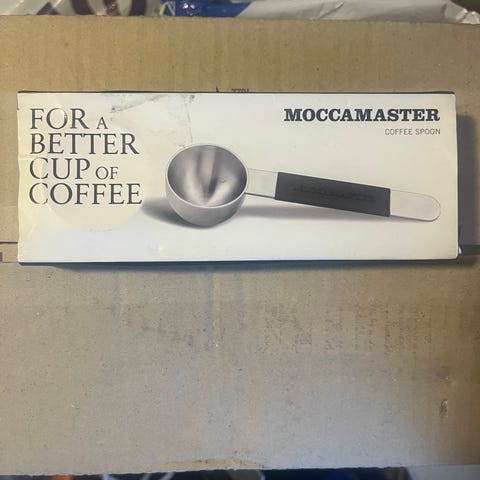 FOR A
BETTER
CUP OF
COFFEE
MOCCAMASTER
COFFEE SPOON